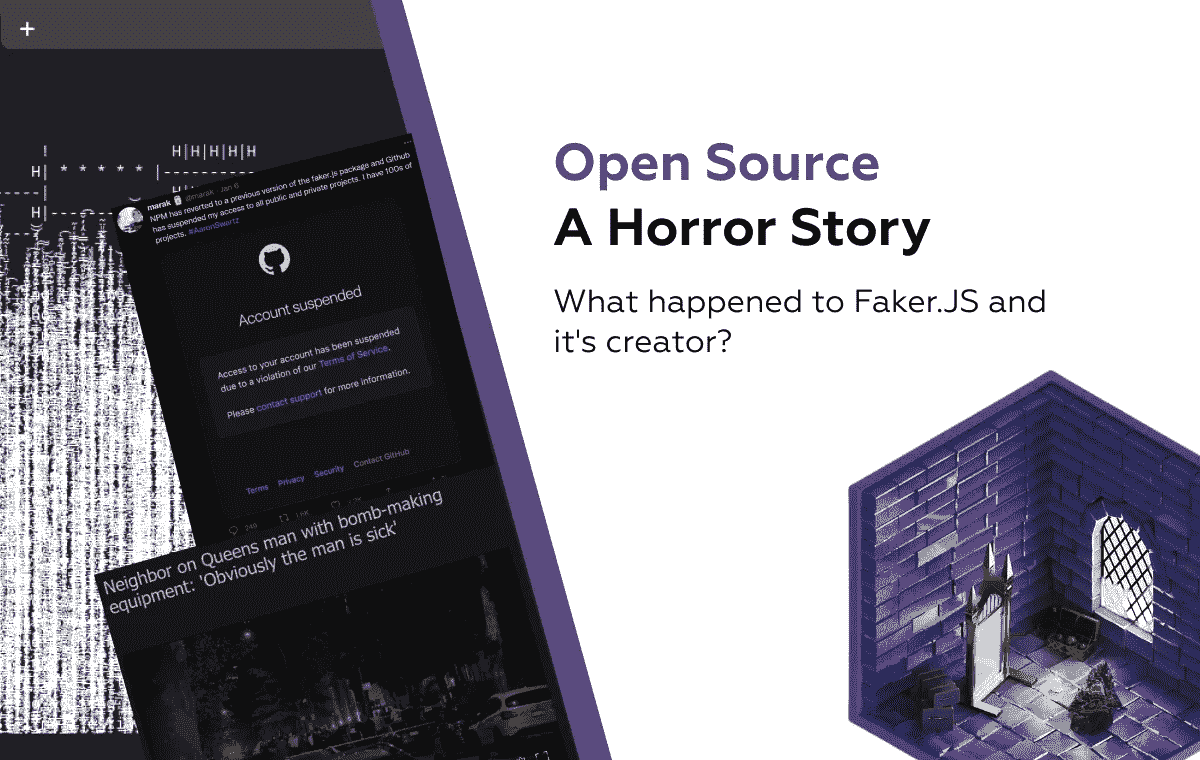 +
H|H|H|H|H
H| * * * * * |
H|
marak @marak · Jan 6
NPM has reverted to a previous version of the faker.js package and Github
has suspended my access to all public and private projects. I have 100s of
projects. #AaronSwartz
Account suspended
Access to your account has been suspended
due to a violation of our Terms of Service.
Please contact support for more information.
Terms Privacy Security Contact GitHub
249
Neighbor on Queens man with bomb-making
equipment: 'Obviously the man is sick'
Open Source
A Horror Story
What happened to Faker.JS and
it's creator?